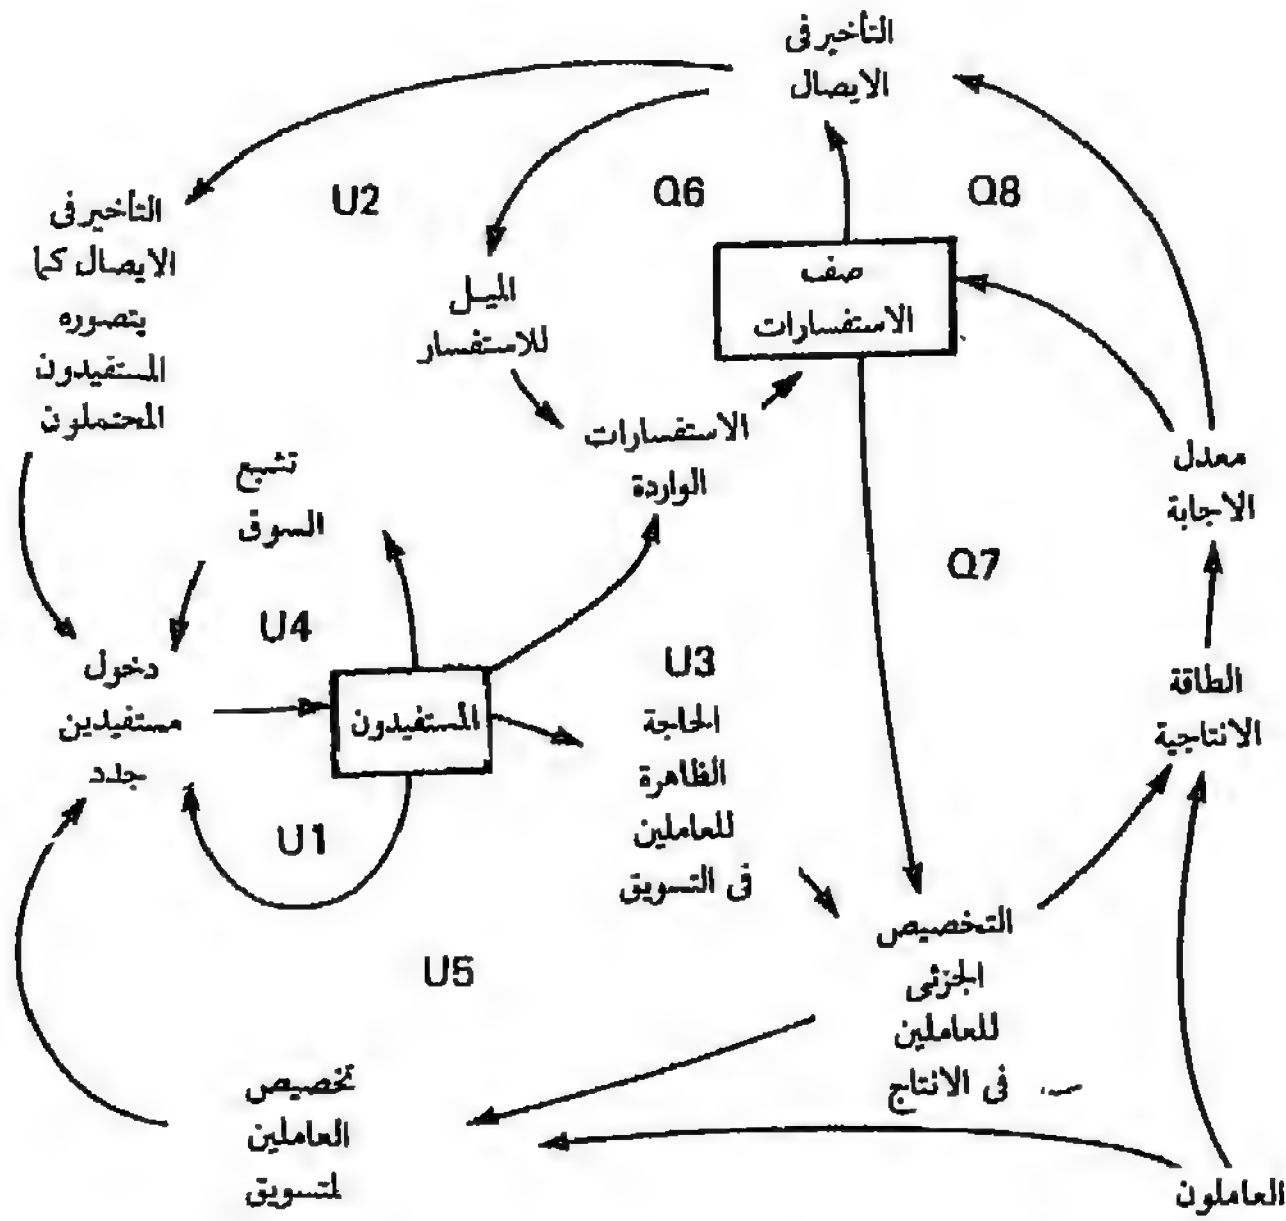 التأخير فى
الايصال
U2
Q6
Q8
التأخير فى
الايصال كما
يتصوره
المستفيدون
المحتملون
الميل
للاستفسار
صف
الاستفسارات
الاستفسارات
الواردة
معدل
الاجابة
تشبع
السوق
Q7
U4
U3
دخول
مستفيدين
جدد
المستفيدون
الحاجة
الظاهرة
للعاملين
فى التسويق
الطاقة
الانتاجية
U1
U5
التخصيص
الجزئى
للعاملين
فى الانتاج
تخصيص
العاملين
لتسويق
العاملون